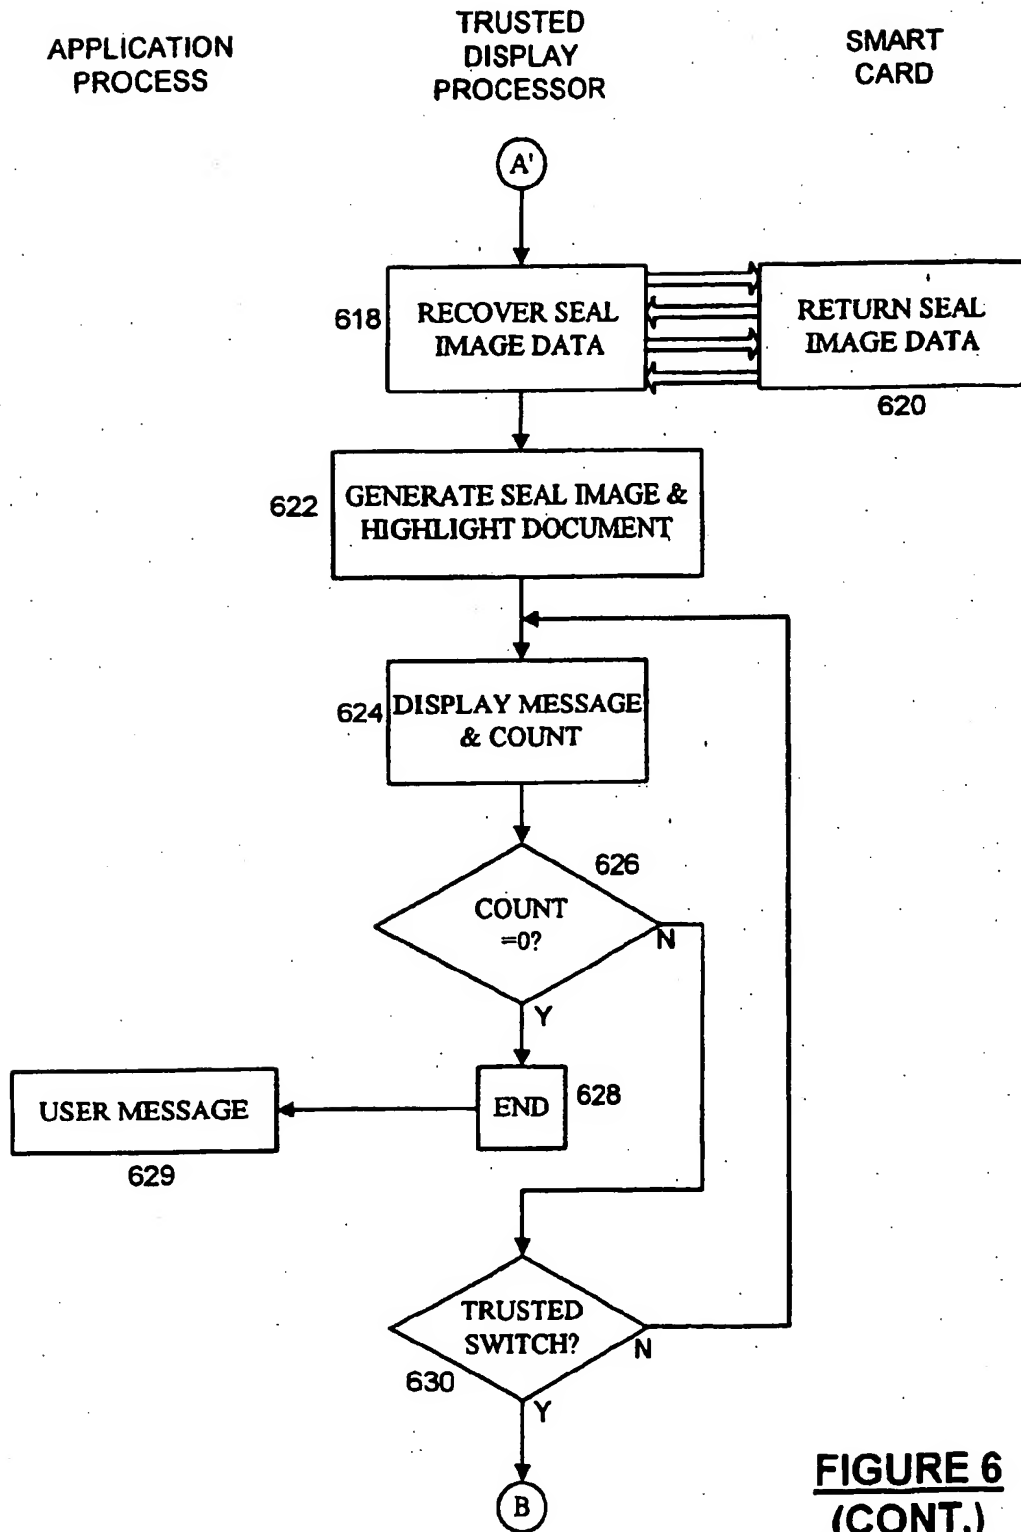 APPLICATION
PROCESS
TRUSTED
DISPLAY
PROCESSOR
SMART
CARD
A'
618
RECOVER SEAL
IMAGE DATA
RETURN SEAL
IMAGE DATA
620
622
GENERATE SEAL IMAGE &
HIGHLIGHT DOCUMENT
624
DISPLAY MESSAGE
& COUNT
626
COUNT
=0?
N
Y
USER MESSAGE
629
END
628
TRUSTED
SWITCH?
N
630
Y
B
FIGURE 6
(CONT.)